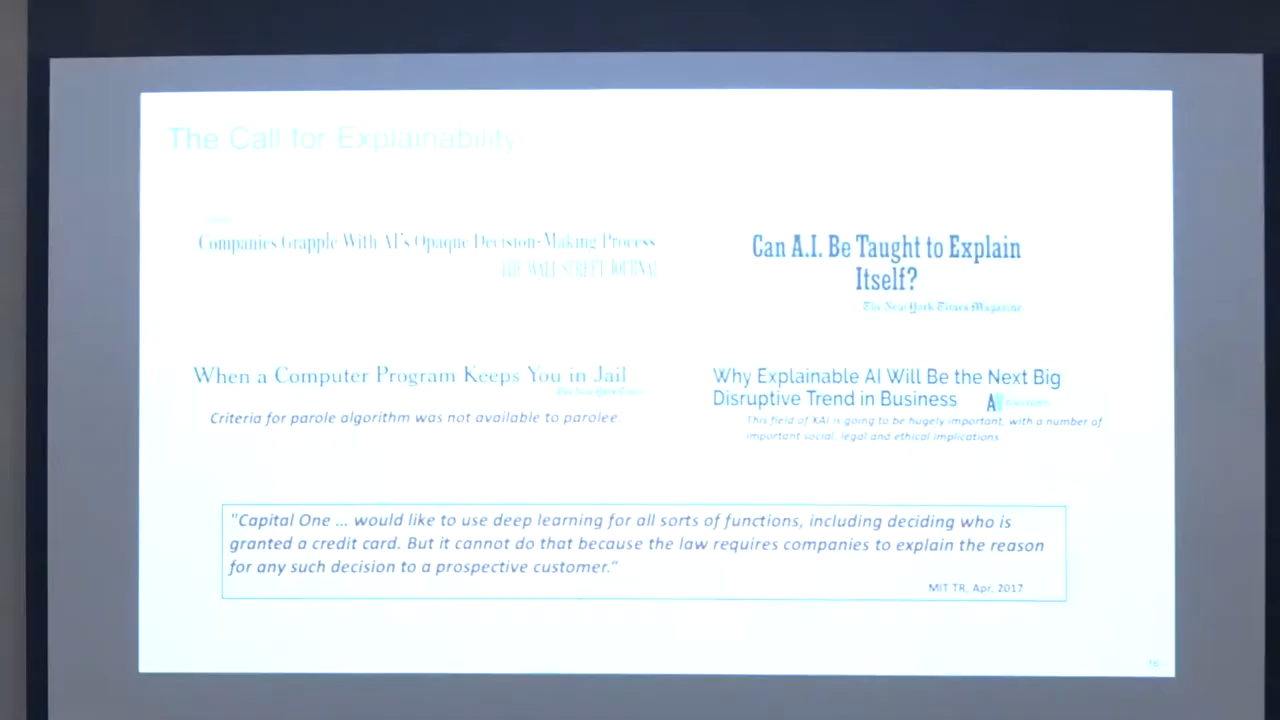 The Call for Explainability
Companies Grapple With AI's Opaque Decision-Making Process
THE WALL STREET JOURNAL
Can A.I. Be Taught to Explain
Itself?
The New York Times Magazine
When a Computer Program Keeps You in Jail
The New York Times
Criteria for parole algorithm was not available to parolee.
Why Explainable AI Will Be the Next Big
Disruptive Trend in Business
This field of XAI is going to be hugely important, with a number of
important social, legal and ethical implications
"Capital One ... would like to use deep learning for all sorts of functions, including deciding who is
granted a credit card. But it cannot do that because the law requires companies to explain the reason
for any such decision to a prospective customer."
MIT TR, Apr, 2017
16